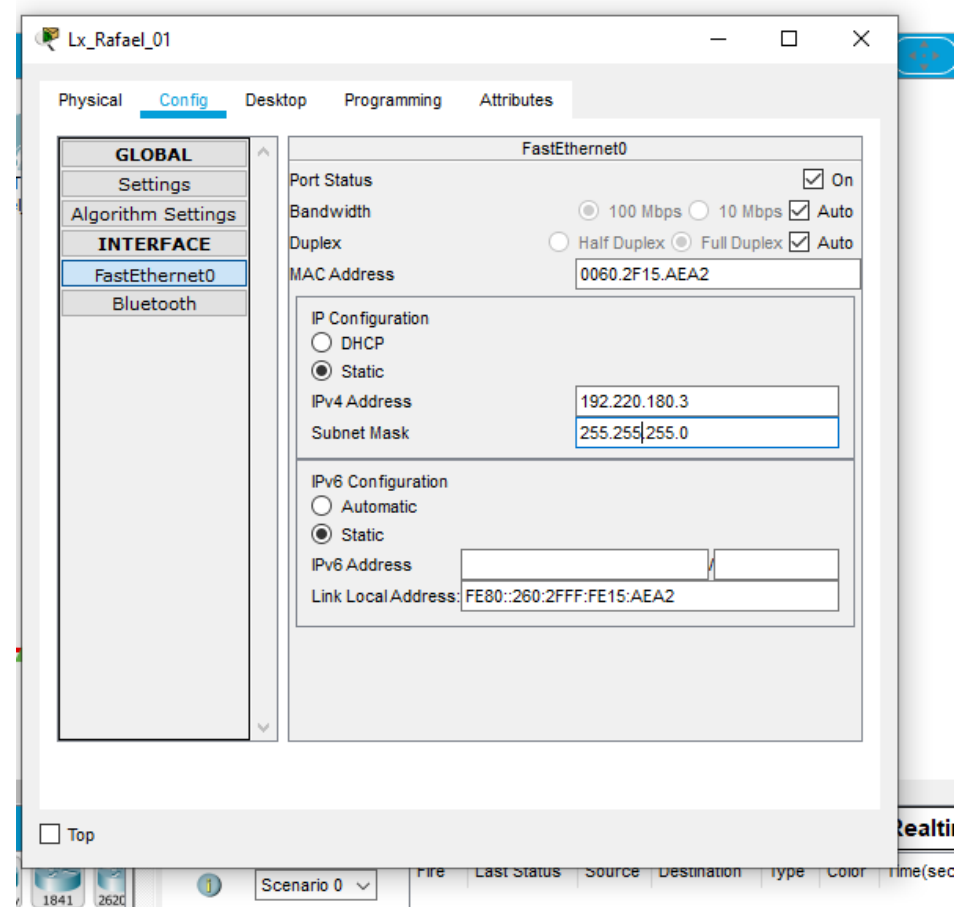 Lx_Rafael_01
Physical Config Desktop Programming Attributes
GLOBAL
Settings
Algorithm Settings
INTERFACE
FastEthernet0
Bluetooth
FastEthernet0
Port Status On
Bandwidth 100 Mbps 10 Mbps Auto
Duplex Half Duplex Full Duplex Auto
MAC Address 0060.2F15.AEA2
IP Configuration
DHCP
Static
IPv4 Address 192.220.180.3
Subnet Mask 255.255.255.0
IPv6 Configuration
Automatic
Static
IPv6 Address /
Link Local Address: FE80::260:2FFF:FE15:AEA2
Top
1841 Scenario 0 Fire Last Status Source Destination Type Color Time(sec